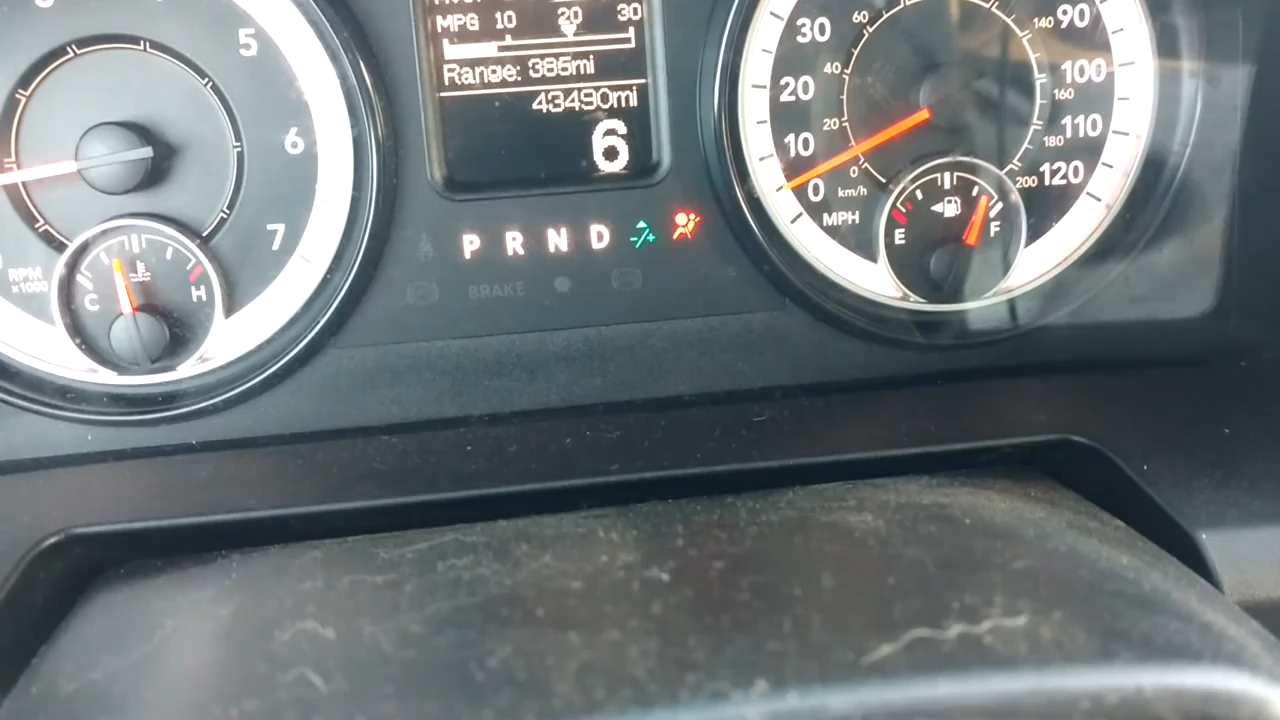 MPG 10 20 30
Range: 385mi
43490mi
6
5
6
7
RPM
x1000
C H
P R N D -/+
BRAKE
30 60 140 90
20 40 160 100
10 20 180 110
0 0 km/h 200 120
MPH
E F